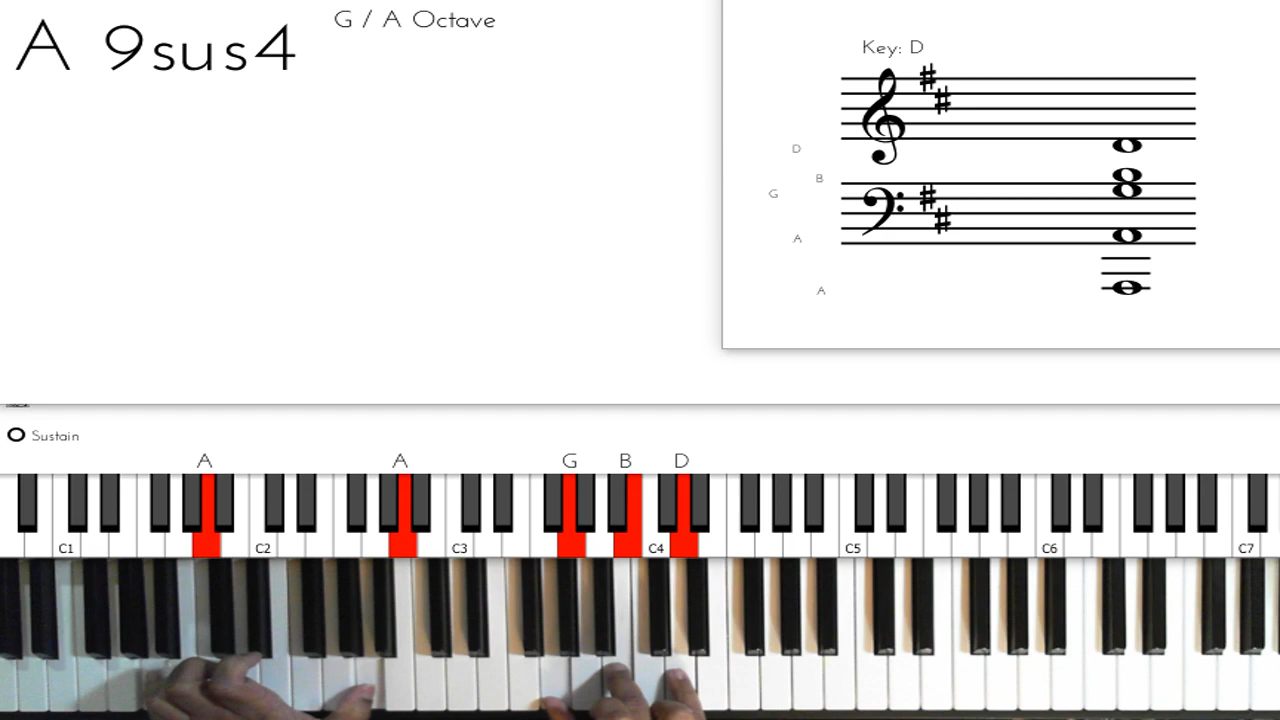 A 9sus4
G / A Octave
Key: D
D
B
G
A
A
Sustain
A A G B D
C1 C2 C3 C4 C5 C6 C7